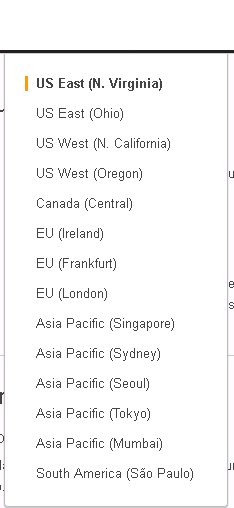 US East (N. Virginia)
US East (Ohio)
US West (N. California)
US West (Oregon)
Canada (Central)
EU (Ireland)
EU (Frankfurt)
EU (London)
Asia Pacific (Singapore)
Asia Pacific (Sydney)
Asia Pacific (Seoul)
Asia Pacific (Tokyo)
Asia Pacific (Mumbai)
South America (São Paulo)